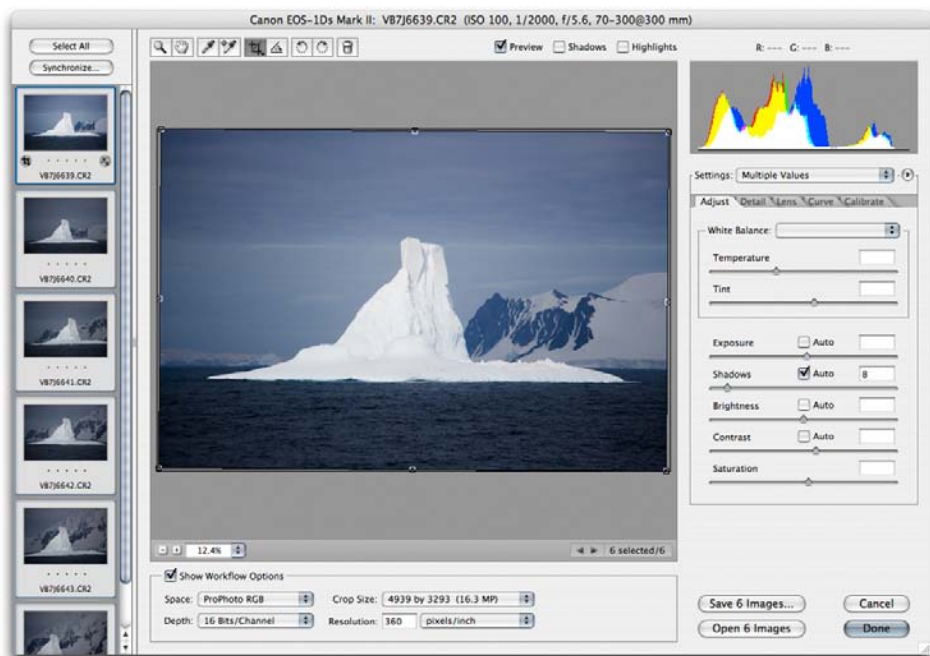 Canon EOS-1Ds Mark II: VB7J6639.CR2 (ISO 100, 1/2000, f/5.6, 70-300@300 mm)
Select All
Synchronize...
Preview
Shadows
Highlights
R: --- G: --- B: ---
VB7J6639.CR2
VB7J6640.CR2
VB7J6641.CR2
VB7J6642.CR2
VB7J6643.CR2
Settings: Multiple Values
Adjust Detail Lens Curve Calibrate
White Balance:
Temperature
Tint
Exposure Auto
Shadows Auto 8
Brightness Auto
Contrast Auto
Saturation
12.4%
6 selected/6
Show Workflow Options
Space: ProPhoto RGB
Crop Size: 4939 by 3293 (16.3 MP)
Depth: 16 Bits/Channel
Resolution: 360 pixels/inch
Save 6 Images...
Cancel
Open 6 Images
Done